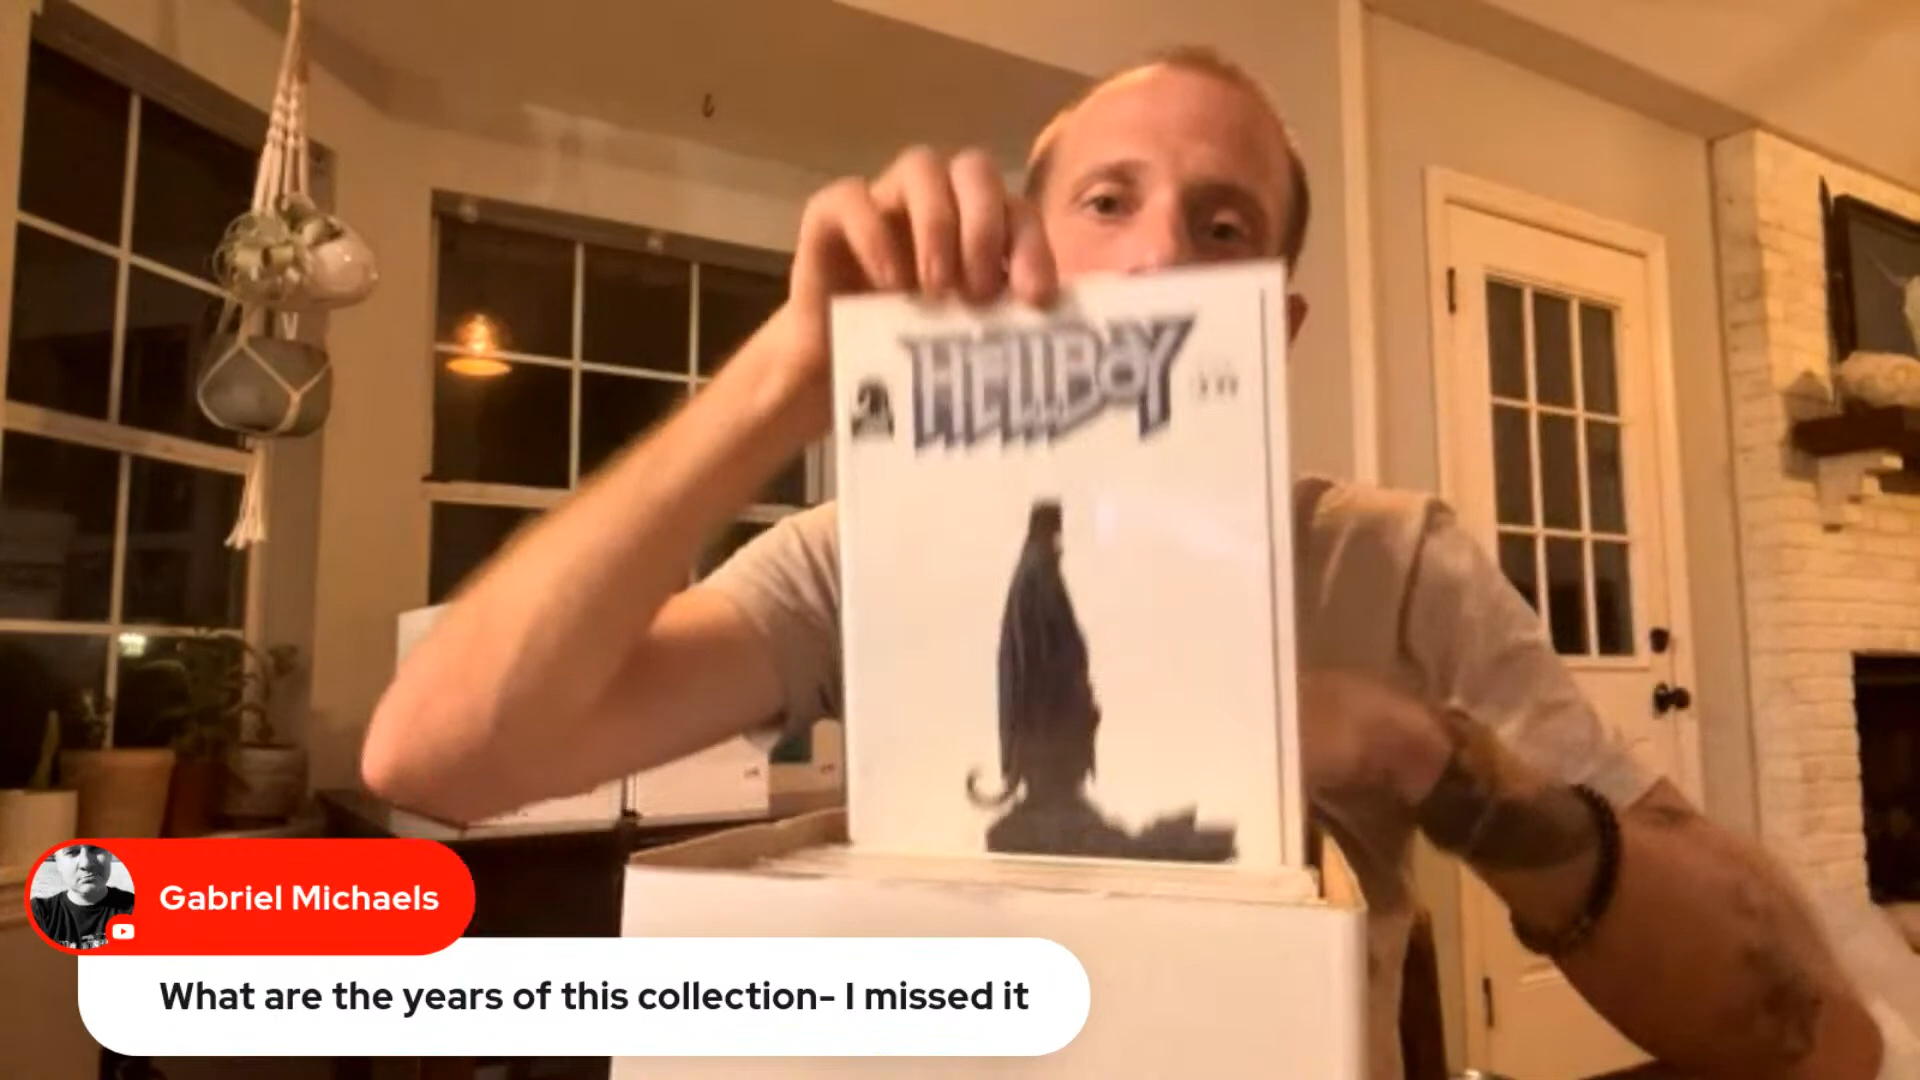 HELLBOY
Gabriel Michaels
What are the years of this collection- I missed it